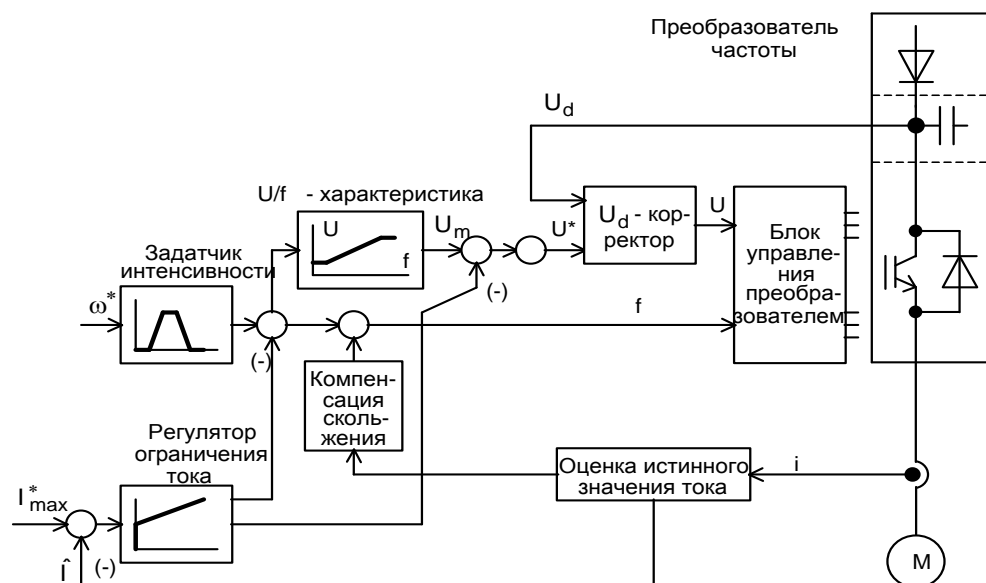 Преобразователь
частоты
U_d
U/f - характеристика
U
f
U_m
U*
U_d - кор-
ректор
U
Блок
управле-
ния
преобра-
зователем
Задатчик
интенсивности
ω*
(-)
(-)
f
Компен-
сация
сколь-
жения
Регулятор
ограничения
тока
Оценка истинного
значения тока
i
I*max
Î
(-)
M